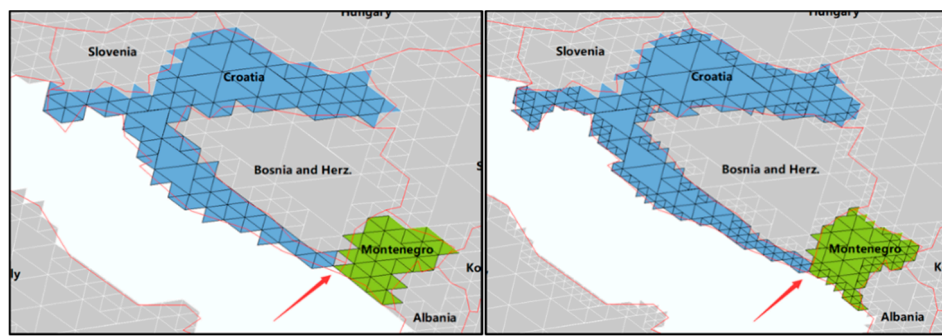 Hungary
Slovenia
Croatia
Bosnia and Herz.
Montenegro
Albania
Hungary
Slovenia
Croatia
Bosnia and Herz.
Montenegro
Albania